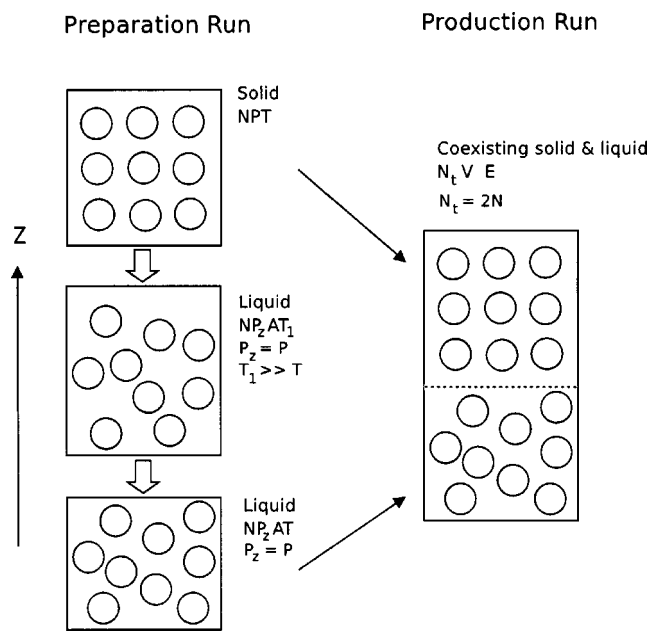 Preparation Run
Production Run
Solid
NPT
Coexisting solid & liquid
N_t V E
N_t = 2N
Z
Liquid
NP_zAT_1
P_z = P
T_1 >> T
Liquid
NP_zAT
P_z = P